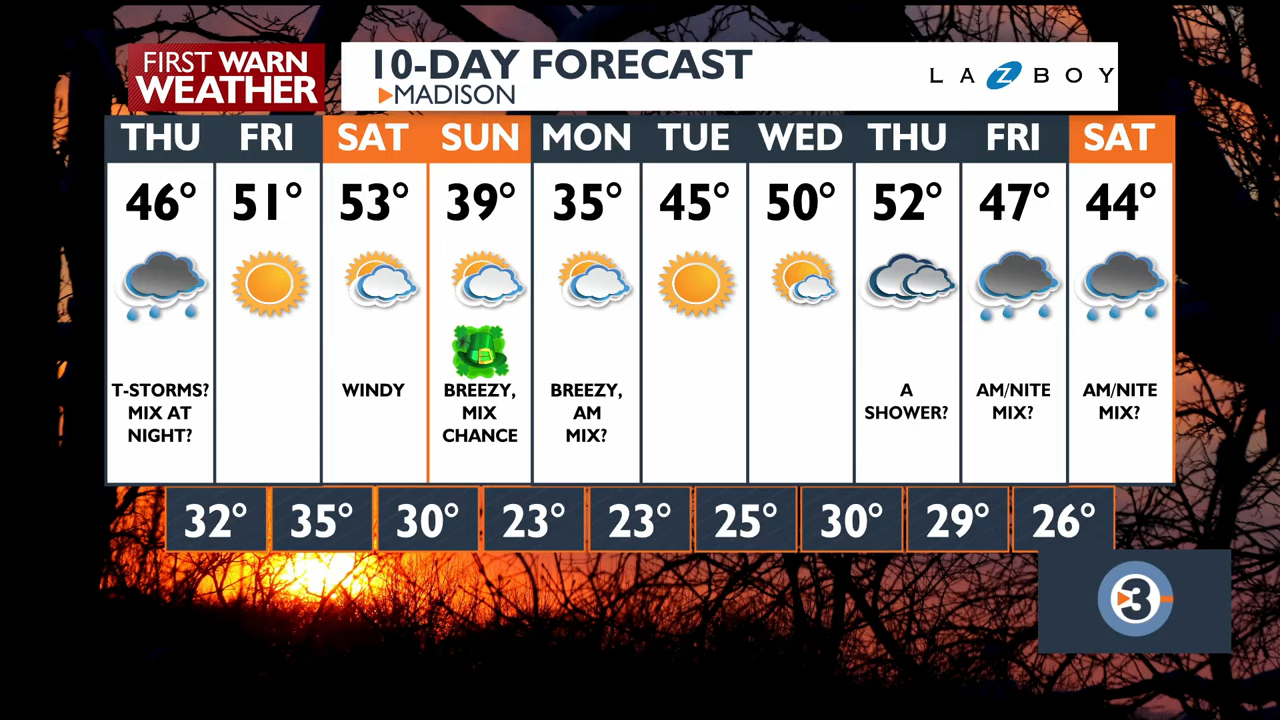 FIRST WARN
WEATHER
10-DAY FORECAST
MADISON
LA Z BOY
THU FRI SAT SUN MON TUE WED THU FRI SAT
46° 51° 53° 39° 35° 45° 50° 52° 47° 44°
T-STORMS?
MIX AT
NIGHT?
WINDY
BREEZY,
MIX
CHANCE
BREEZY,
AM
MIX?
A
SHOWER?
AM/NITE
MIX?
AM/NITE
MIX?
32° 35° 30° 23° 23° 25° 30° 29° 26°
3